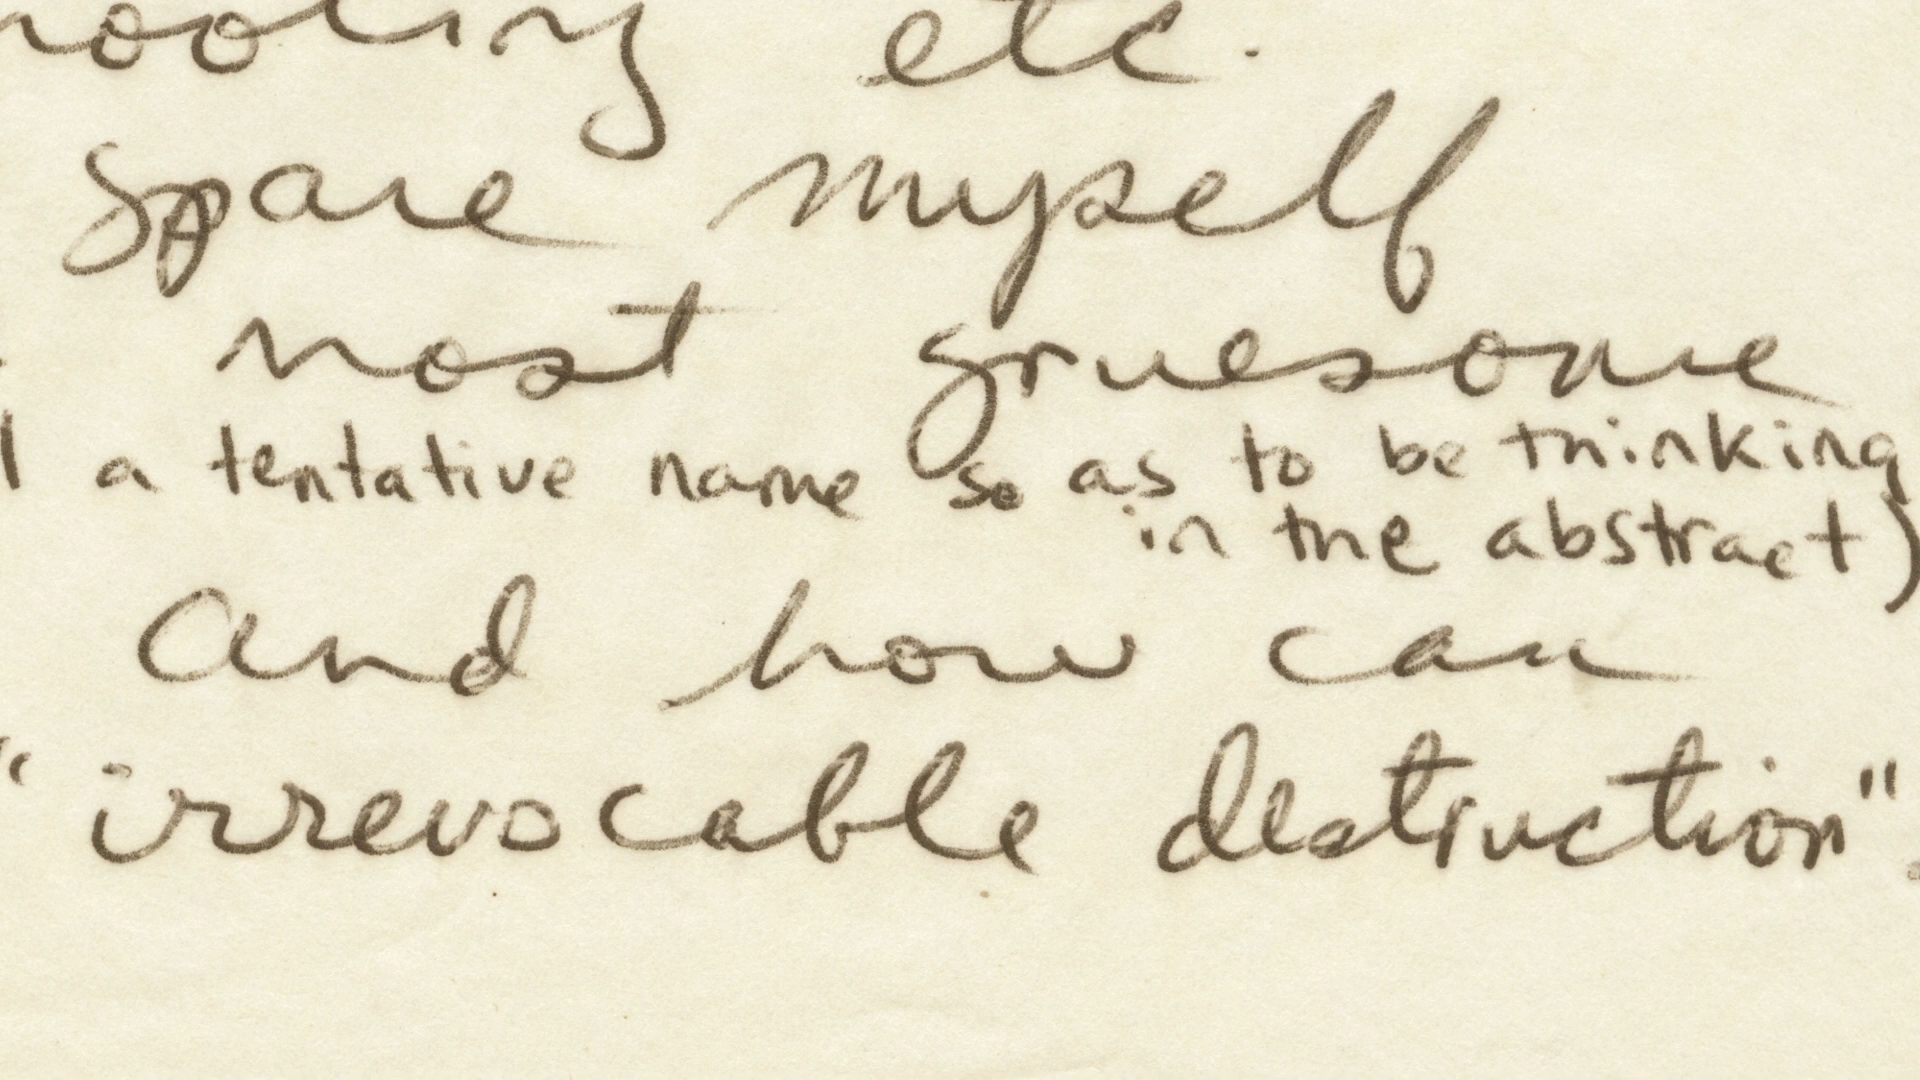 etc.
spare myself
most gruesome
a tentative name so as to be thinking
in the abstract)
and how can
"irrevocable destruction".